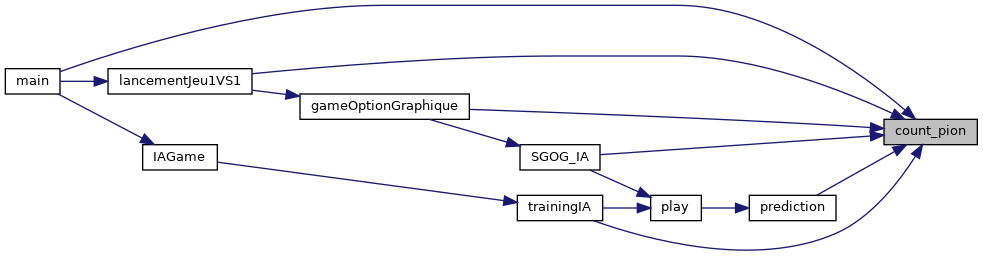 main
lancementJeu1VS1
gameOptionGraphique
count_pion
IAGame
SGOG_IA
trainingIA
play
prediction